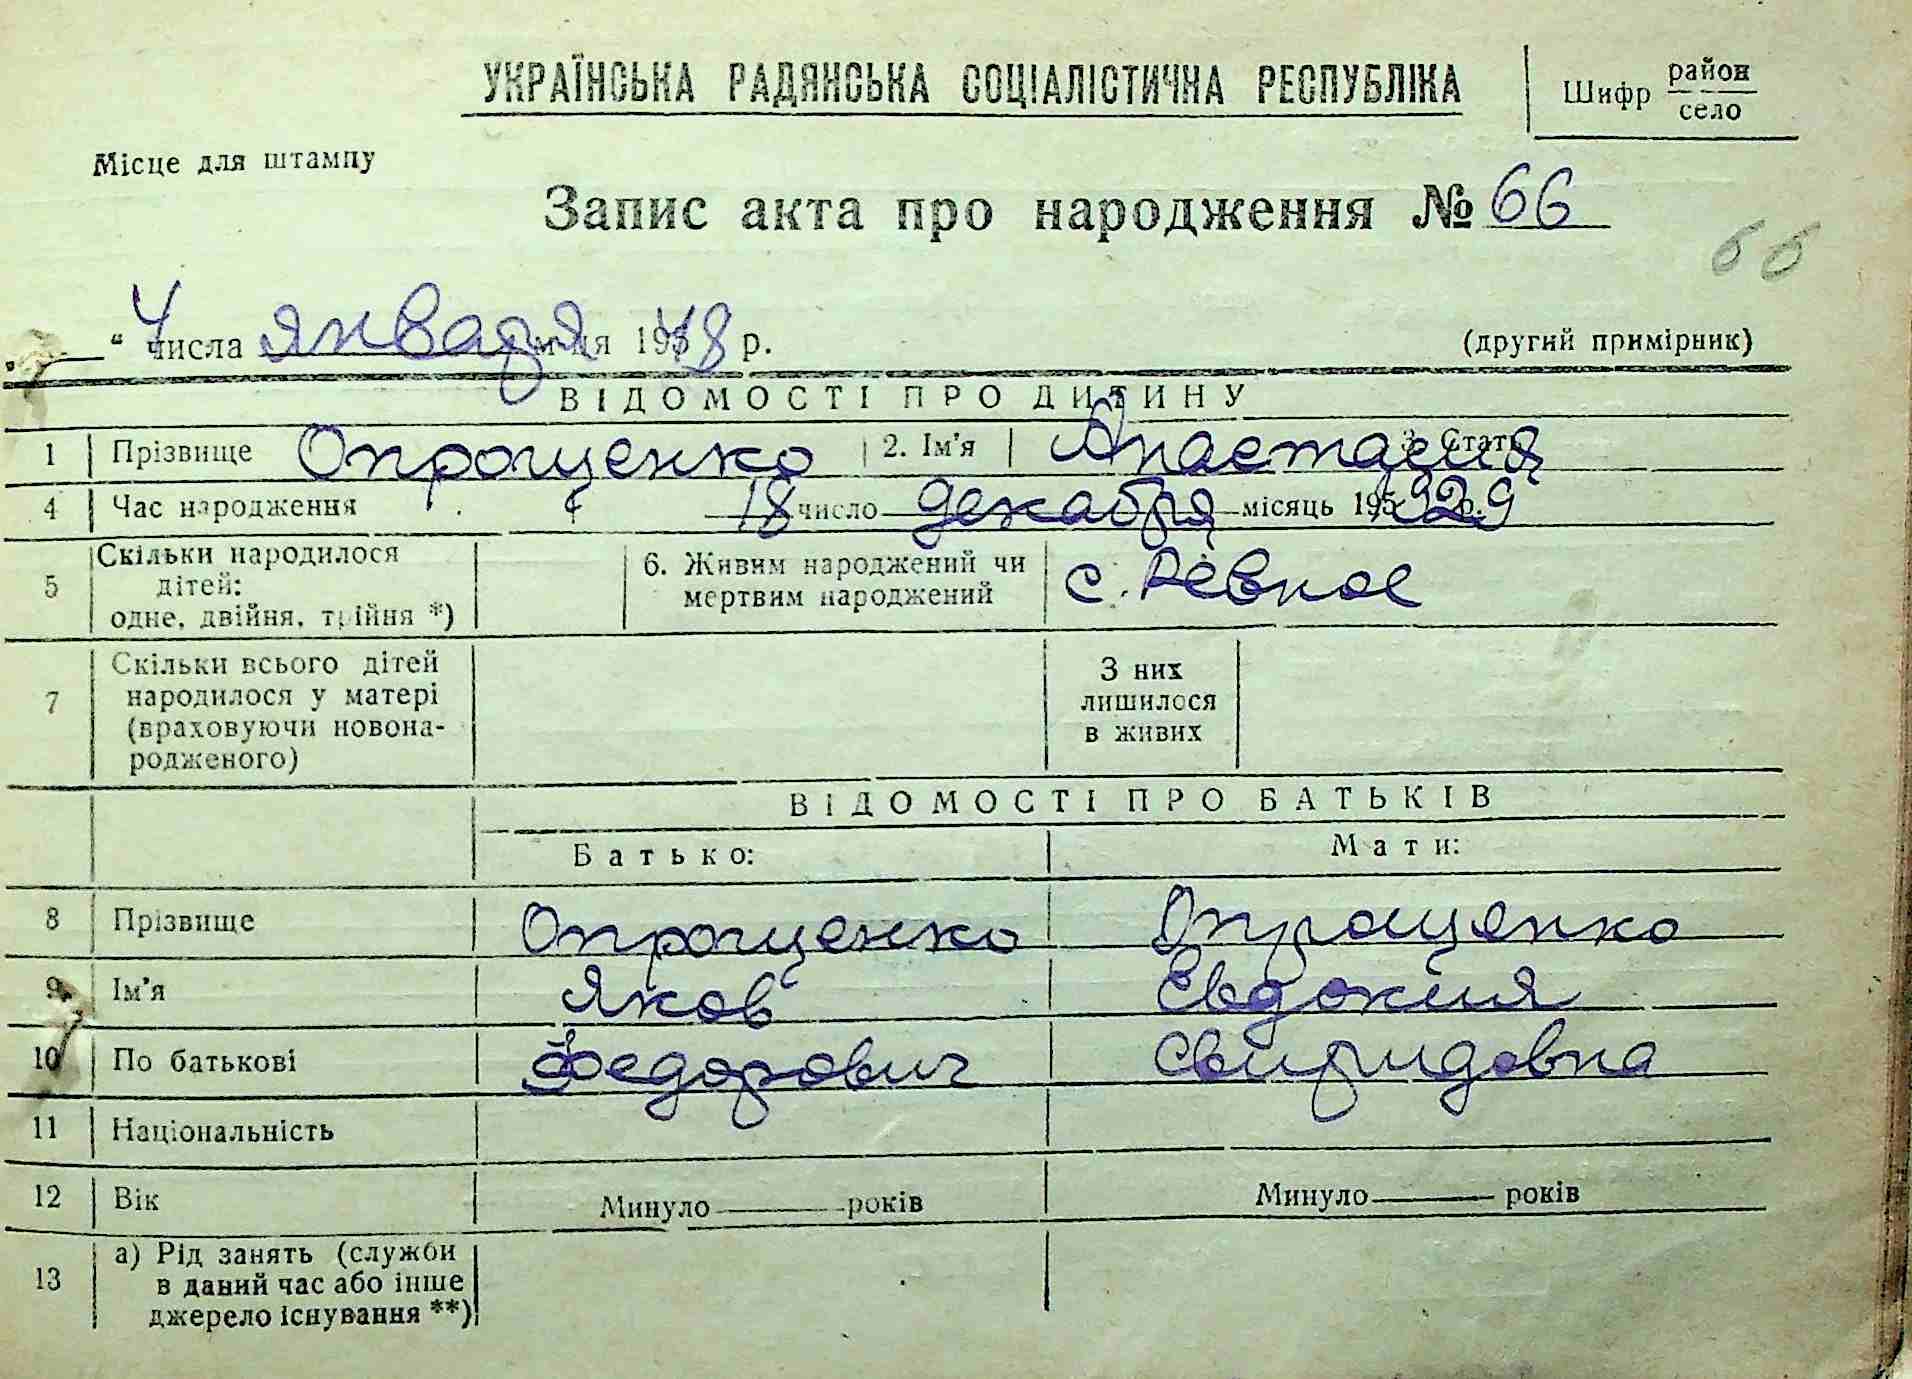 УКРАЇНСЬКА РАДЯНСЬКА СОЦІАЛІСТИЧНА РЕСПУБЛІКА
Шифр район
село
Місце для штампу
Запис акта про народження № 66
66
4 " числа января м-ця 1948 р.
(другий примірник)
ВІДОМОСТІ ПРО ДИТИНУ
1 Прізвище Опрощенко 2. Ім'я Анастасия 3. Стать
4 Час народження 18 число декабря місяць 1929 р.
5 Скільки народилося дітей: одне, двійня, трійня *)
6. Живим народжений чи мертвим народжений с. Ревное
7 Скільки всього дітей народилося у матері (враховуючи новона-родженого)
З них лишилося в живих
ВІДОМОСТІ ПРО БАТЬКІВ
Батько: Мати:
8 Прізвище Опрощенко Опрощенко
9 Ім'я Яков Евдокия
10 По батькові Федорович Свиридовна
11 Національність
12 Вік Минуло років Минуло років
13 а) Рід занять (служби в даний час або інше джерело існування **)